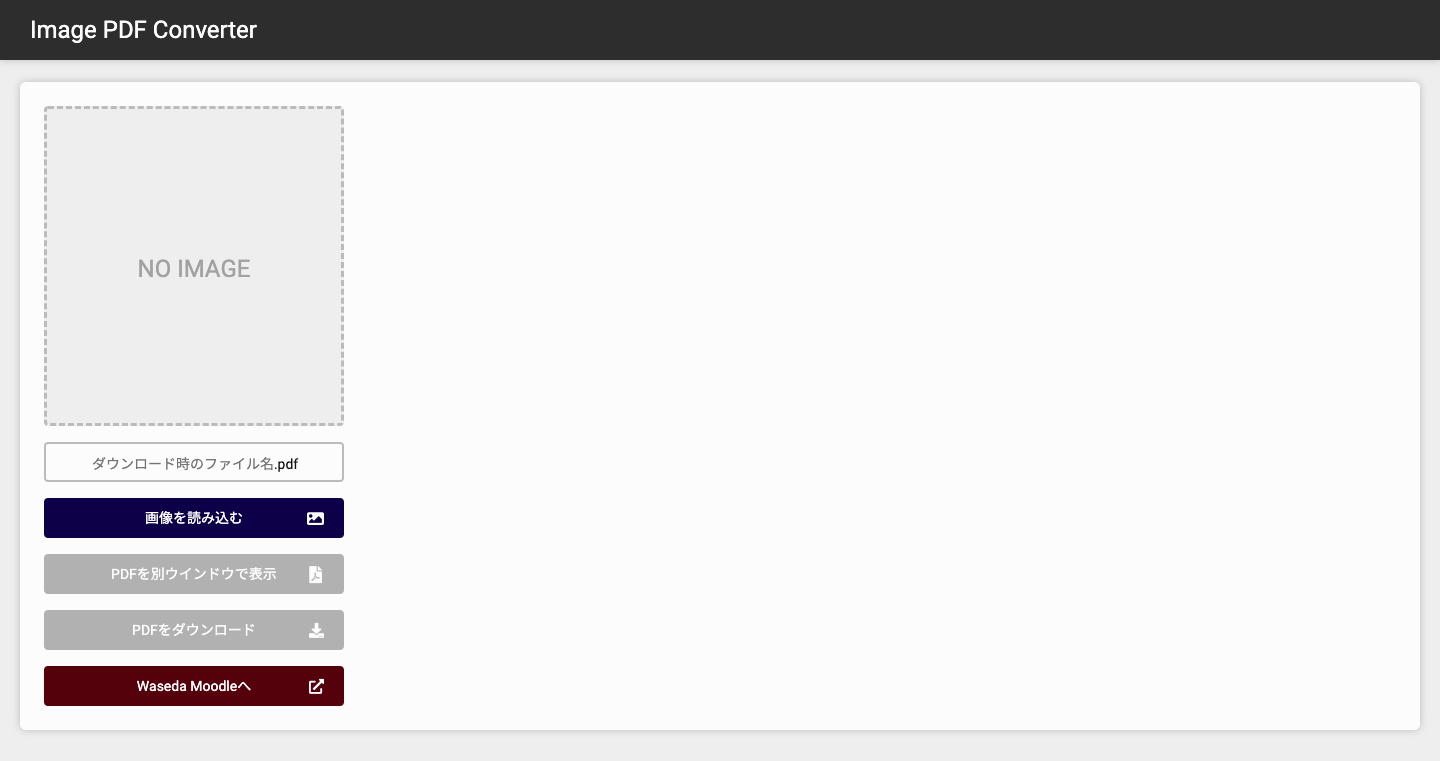 Image PDF Converter
NO IMAGE
ダウンロード時のファイル名.pdf
画像を読み込む
PDFを別ウインドウで表示
PDFをダウンロード
Waseda Moodleへ